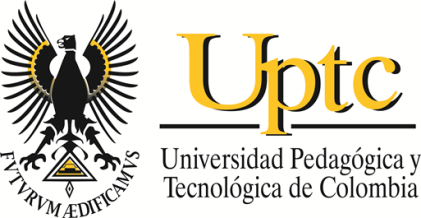 Uptc
Universidad Pedagógica y
Tecnológica de Colombia
FVTVRVM ÆDIFICAMVS